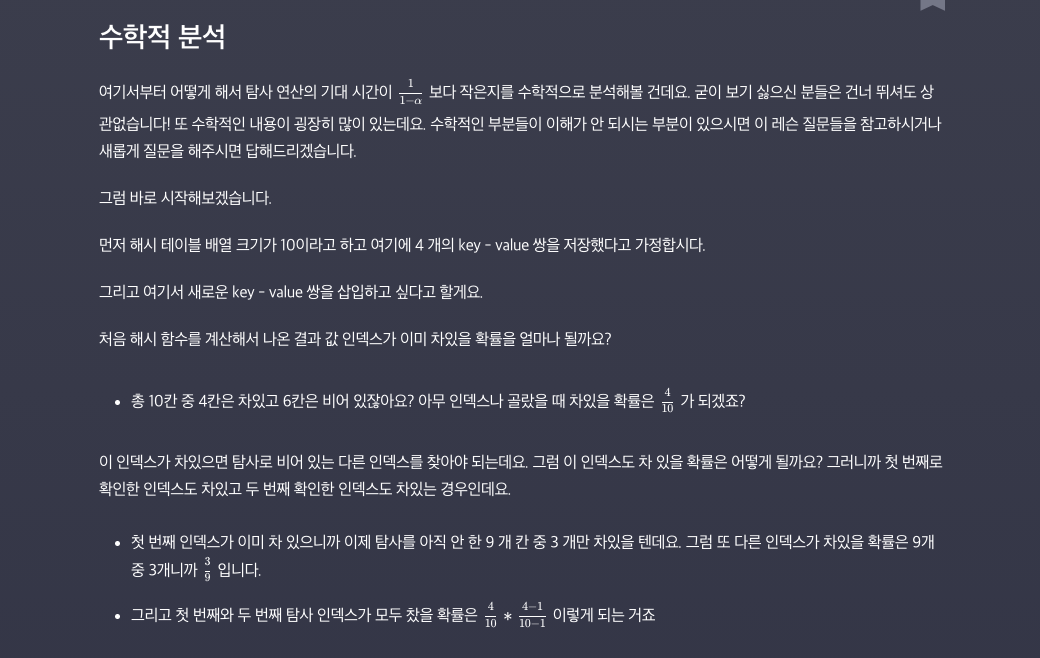 수학적 분석
여기서부터 어떻게 해서 탐사 연산의 기대 시간이 1/(1−α) 보다 작은지를 수학적으로 분석해볼 건데요. 굳이 보기 싫으신 분들은 건너 뛰셔도 상
관없습니다! 또 수학적인 내용이 굉장히 많이 있는데요. 수학적인 부분들이 이해가 안 되시는 부분이 있으시면 이 레슨 질문들을 참고하시거나
새롭게 질문을 해주시면 답해드리겠습니다.
그럼 바로 시작해보겠습니다.
먼저 해시 테이블 배열 크기가 10이라고 하고 여기에 4 개의 key - value 쌍을 저장했다고 가정합시다.
그리고 여기서 새로운 key - value 쌍을 삽입하고 싶다고 할게요.
처음 해시 함수를 계산해서 나온 결과 값 인덱스가 이미 차있을 확률을 얼마나 될까요?
• 총 10칸 중 4칸은 차있고 6칸은 비어 있잖아요? 아무 인덱스나 골랐을 때 차있을 확률은 4/10 가 되겠죠?
이 인덱스가 차있으면 탐사로 비어 있는 다른 인덱스를 찾아야 되는데요. 그럼 이 인덱스도 차 있을 확률은 어떻게 될까요? 그러니까 첫 번째로
확인한 인덱스도 차있고 두 번째 확인한 인덱스도 차있는 경우인데요.
• 첫 번째 인덱스가 이미 차 있으니까 이제 탐사를 아직 안 한 9 개 칸 중 3 개만 차있을 텐데요. 그럼 또 다른 인덱스가 차있을 확률은 9개
중 3개니까 3/9 입니다.
• 그리고 첫 번째와 두 번째 탐사 인덱스가 모두 찼을 확률은 4/10 * (4−1)/(10−1) 이렇게 되는 거죠